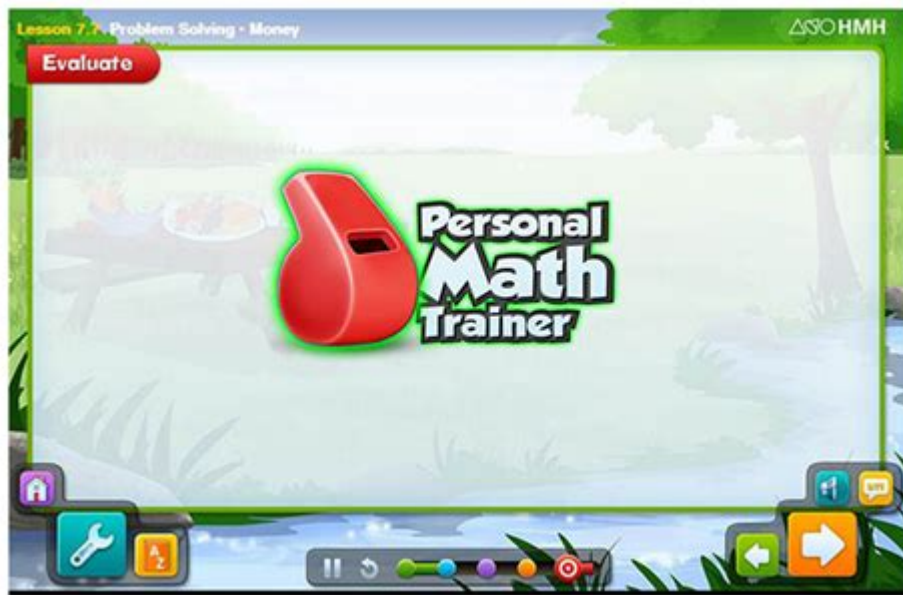 Lesson 7.7 Problem Solving • Money
HMH
Evaluate
Personal
Math
Trainer
A
Z